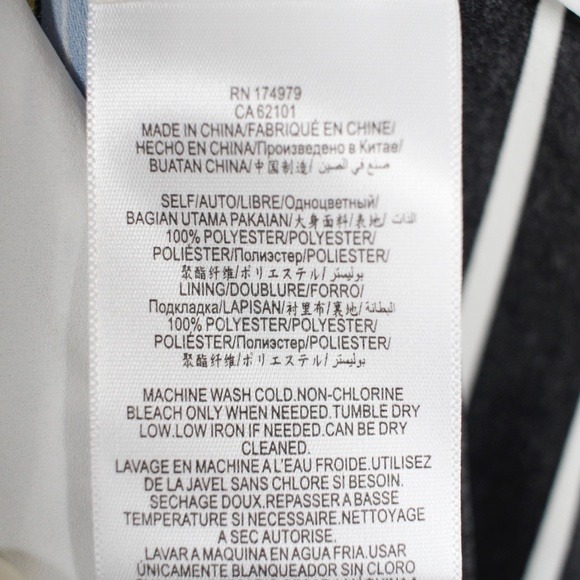 RN 174979
CA 62101
MADE IN CHINA/FABRIQUÉ EN CHINE/
HECHO EN CHINA/Произведено в Китае/
BUATAN CHINA/中国制造/ صنع في الصين
SELF/AUTO/LIBRE/Одноцветный/
BAGIAN UTAMA PAKAIAN/大身面料/表地/ الذات
100% POLYESTER/POLYESTER/
POLIÉSTER/Полиэстер/POLIESTER/
聚酯纤维/ポリエステル/بوليستر
LINING/DOUBLURE/FORRO/
Подкладка/LAPISAN/衬里布/裏地/ البطانة
100% POLYESTER/POLYESTER/
POLIÉSTER/Полиэстер/POLIESTER/
聚酯纤维/ポリエステル/بوليستر
MACHINE WASH COLD.NON-CHLORINE
BLEACH ONLY WHEN NEEDED.TUMBLE DRY
LOW.LOW IRON IF NEEDED.CAN BE DRY
CLEANED.
LAVAGE EN MACHINE A L'EAU FROIDE.UTILISEZ
DE LA JAVEL SANS CHLORE SI BESOIN.
SECHAGE DOUX.REPASSER A BASSE
TEMPERATURE SI NECESSAIRE.NETTOYAGE
A SEC AUTORISE.
LAVAR A MAQUINA EN AGUA FRIA.USAR
ÚNICAMENTE BLANQUEADOR SIN CLORO